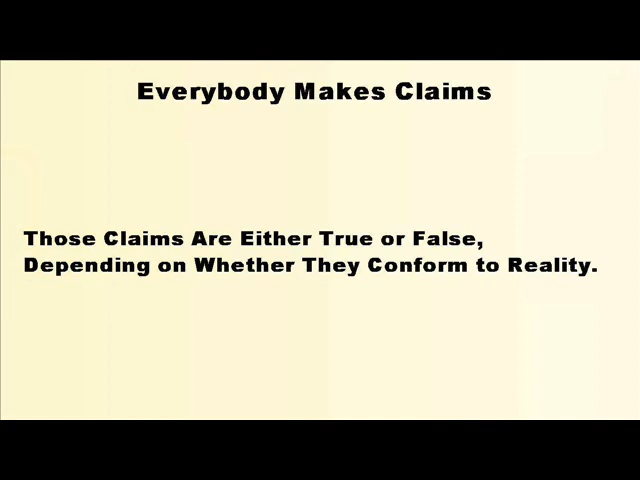 Everybody Makes Claims
Those Claims Are Either True or False,
Depending on Whether They Conform to Reality.